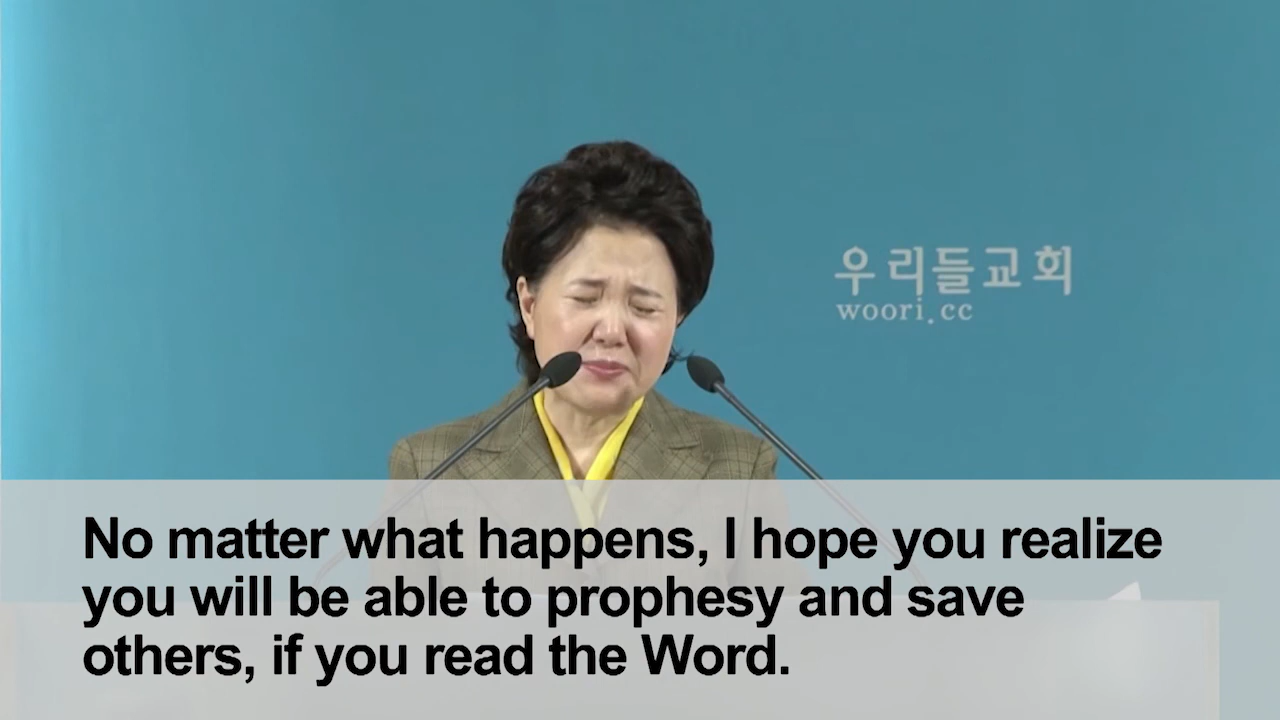 우리들교회
woori.cc
No matter what happens, I hope you realize
you will be able to prophesy and save
others, if you read the Word.